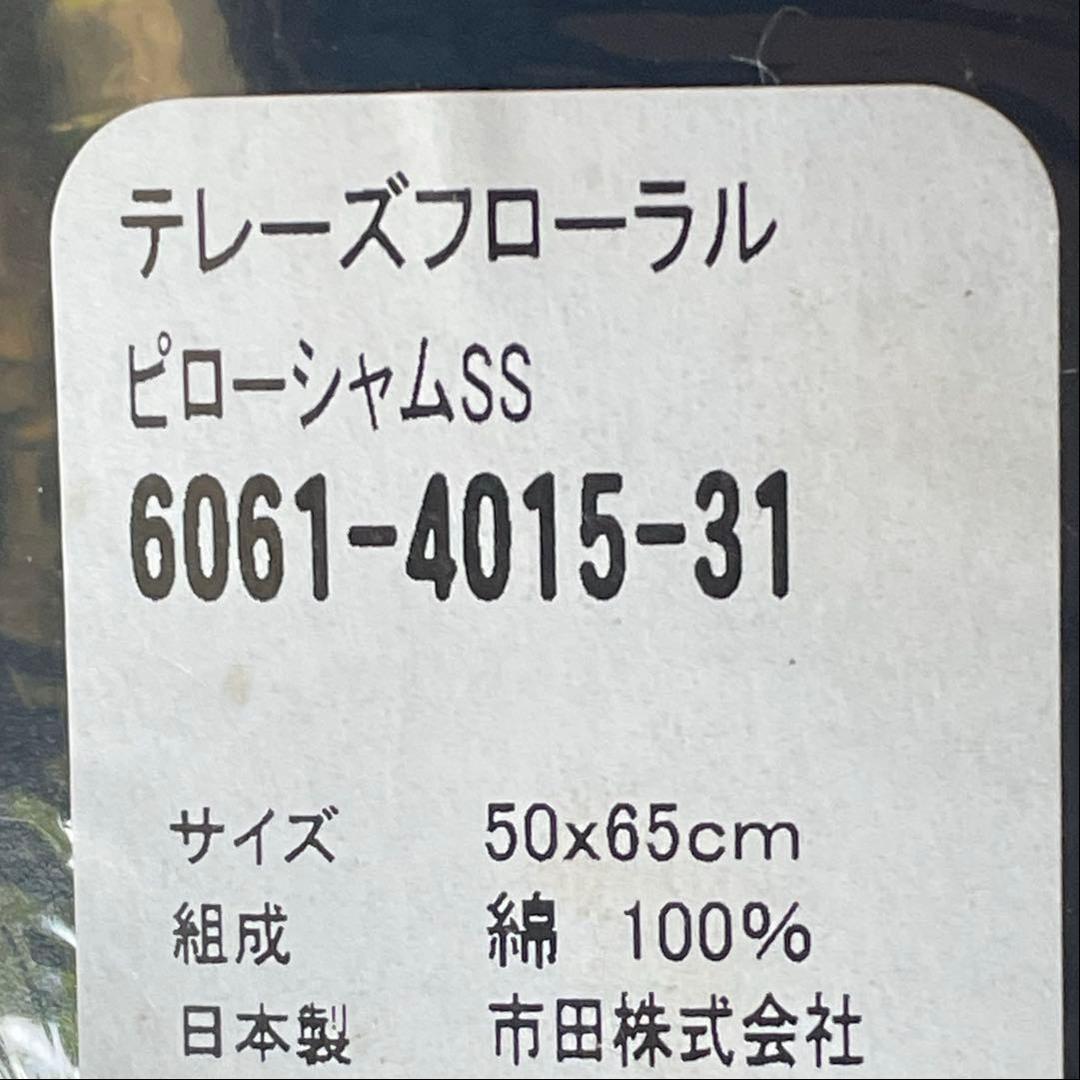 テレーズフローラル
ピローシャムSS
6061-4015-31
サイズ 50x65cm
組成 綿 100%
日本製 市田株式会社